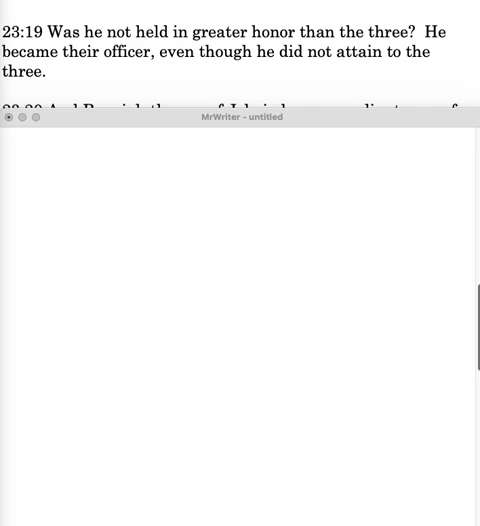 23:19 Was he not held in greater honor than the three?  He
became their officer, even though he did not attain to the
three.
MrWriter - untitled